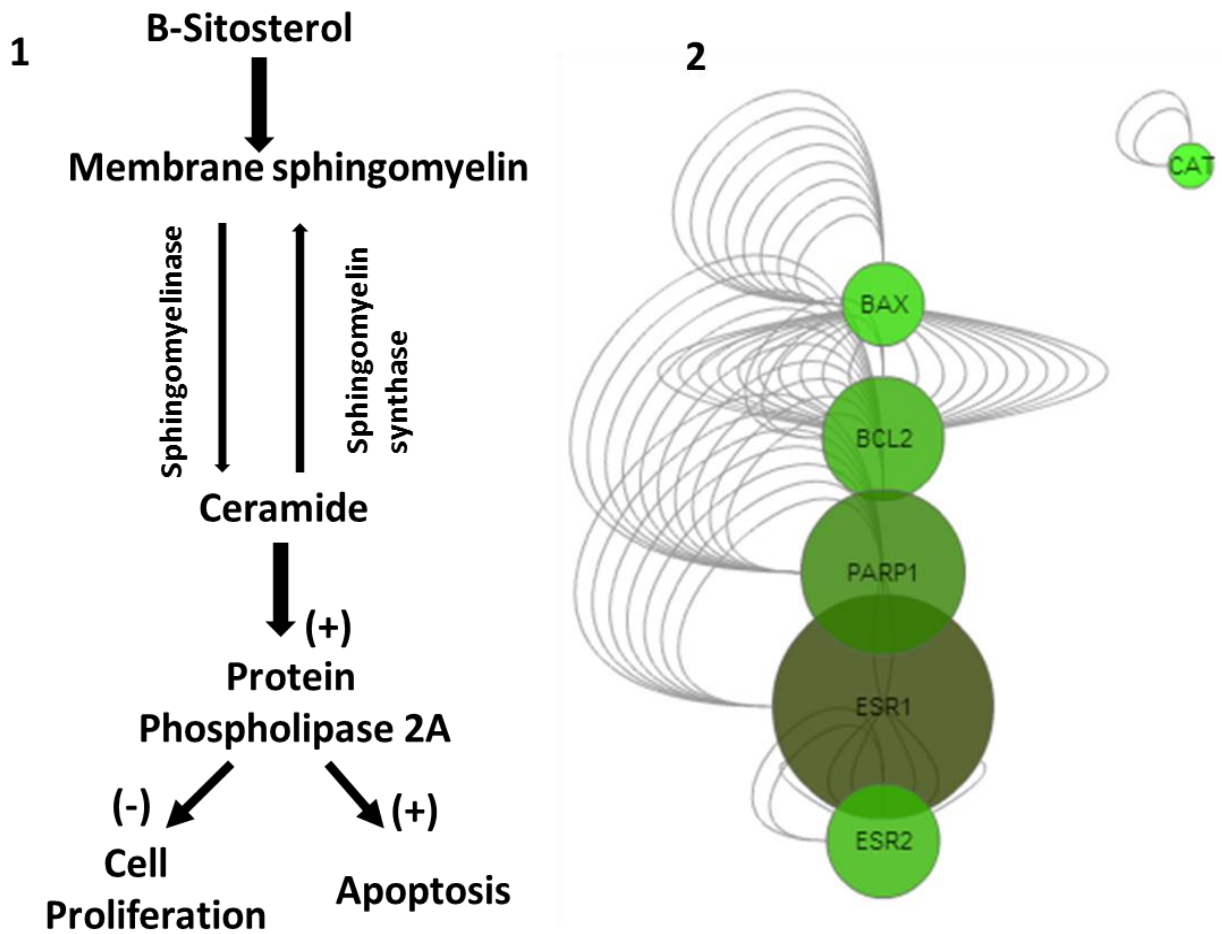 1
B-Sitosterol
Membrane sphingomyelin
Sphingomyelinase
Sphingomyelin
synthase
Ceramide
(+)
Protein
Phospholipase 2A
(-)
(+)
Cell
Proliferation
Apoptosis
2
CAT
BAX
BCL2
PARP1
ESR1
ESR2